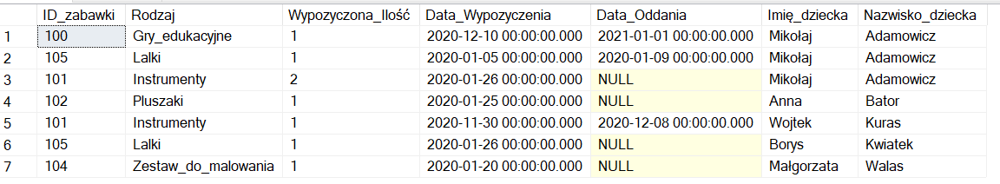 ID_zabawki Rodzaj Wypożyczona_Ilość Data_Wypozyczenia Data_Oddania Imię_dziecka Nazwisko_dziecka
1 100 Gry_edukacyjne 1 2020-12-10 00:00:00.000 2021-01-01 00:00:00.000 Mikołaj Adamowicz
2 105 Lalki 1 2020-01-05 00:00:00.000 2020-01-09 00:00:00.000 Mikołaj Adamowicz
3 101 Instrumenty 2 2020-01-26 00:00:00.000 NULL Mikołaj Adamowicz
4 102 Pluszaki 1 2020-01-25 00:00:00.000 NULL Anna Bator
5 101 Instrumenty 1 2020-11-30 00:00:00.000 2020-12-08 00:00:00.000 Wojtek Kuras
6 105 Lalki 1 2020-01-26 00:00:00.000 NULL Borys Kwiatek
7 104 Zestaw_do_malowania 1 2020-01-20 00:00:00.000 NULL Małgorzata Walas